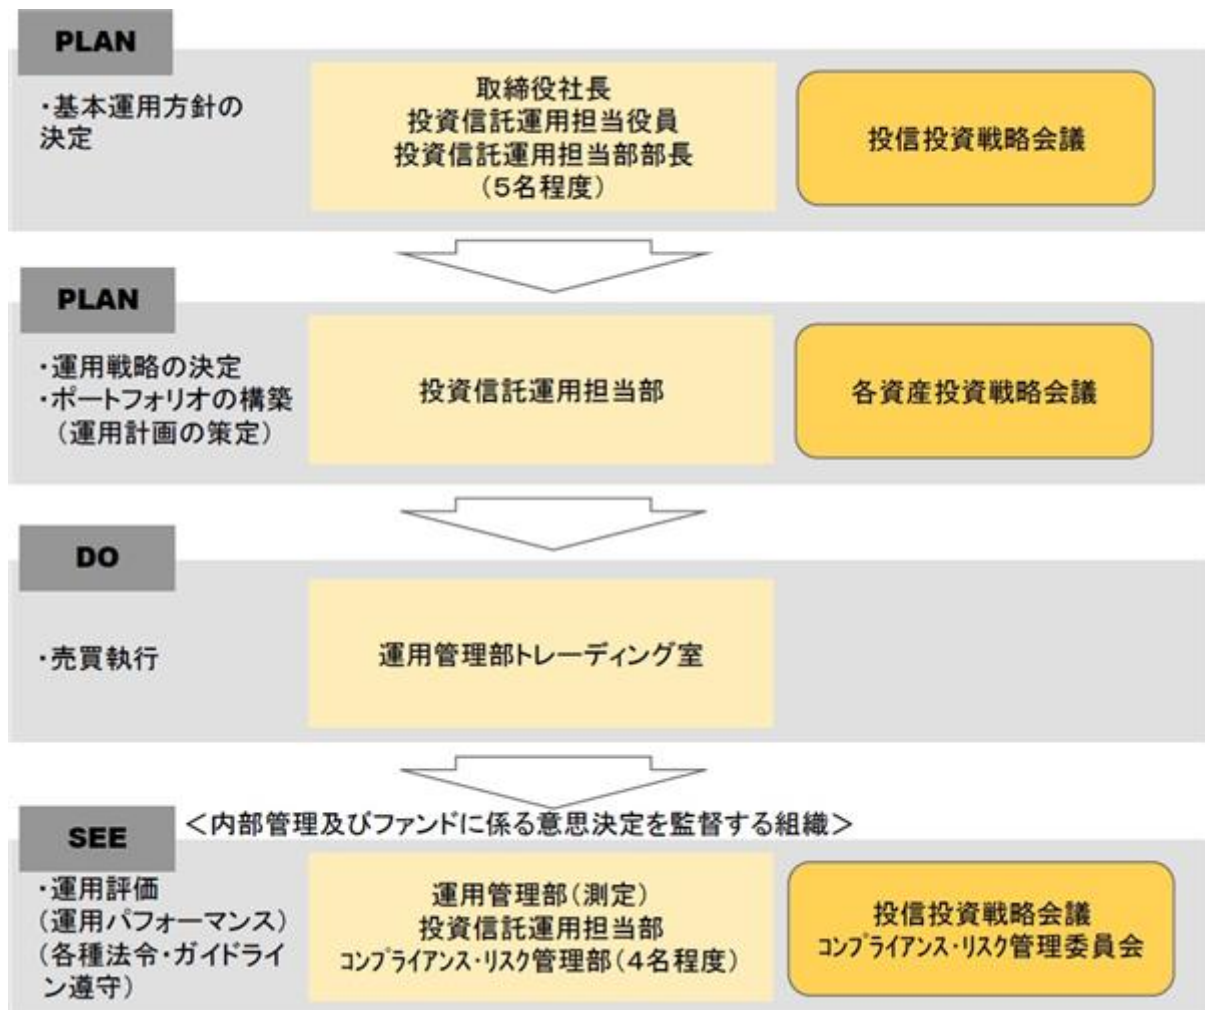 PLAN
・基本運用方針の
決定
取締役社長
投資信託運用担当役員
投資信託運用担当部部長
（5名程度）
投信投資戦略会議
PLAN
・運用戦略の決定
・ポートフォリオの構築
（運用計画の策定）
投資信託運用担当部
各資産投資戦略会議
DO
・売買執行
運用管理部トレーディング室
SEE
＜内部管理及びファンドに係る意思決定を監督する組織＞
・運用評価
（運用パフォーマンス）
（各種法令・ガイドライ
ン遵守）
運用管理部（測定）
投資信託運用担当部
ｺﾝﾌﾟﾗｲｱﾝｽ・ﾘｽｸ管理部（4名程度）
投信投資戦略会議
ｺﾝﾌﾟﾗｲｱﾝｽ・ﾘｽｸ管理委員会